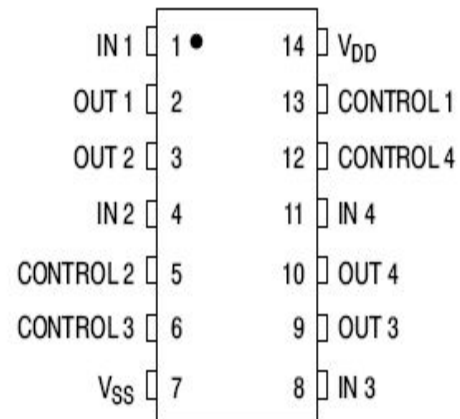 IN 1 1 14 VDD
OUT 1 2 13 CONTROL 1
OUT 2 3 12 CONTROL 4
IN 2 4 11 IN 4
CONTROL 2 5 10 OUT 4
CONTROL 3 6 9 OUT 3
VSS 7 8 IN 3